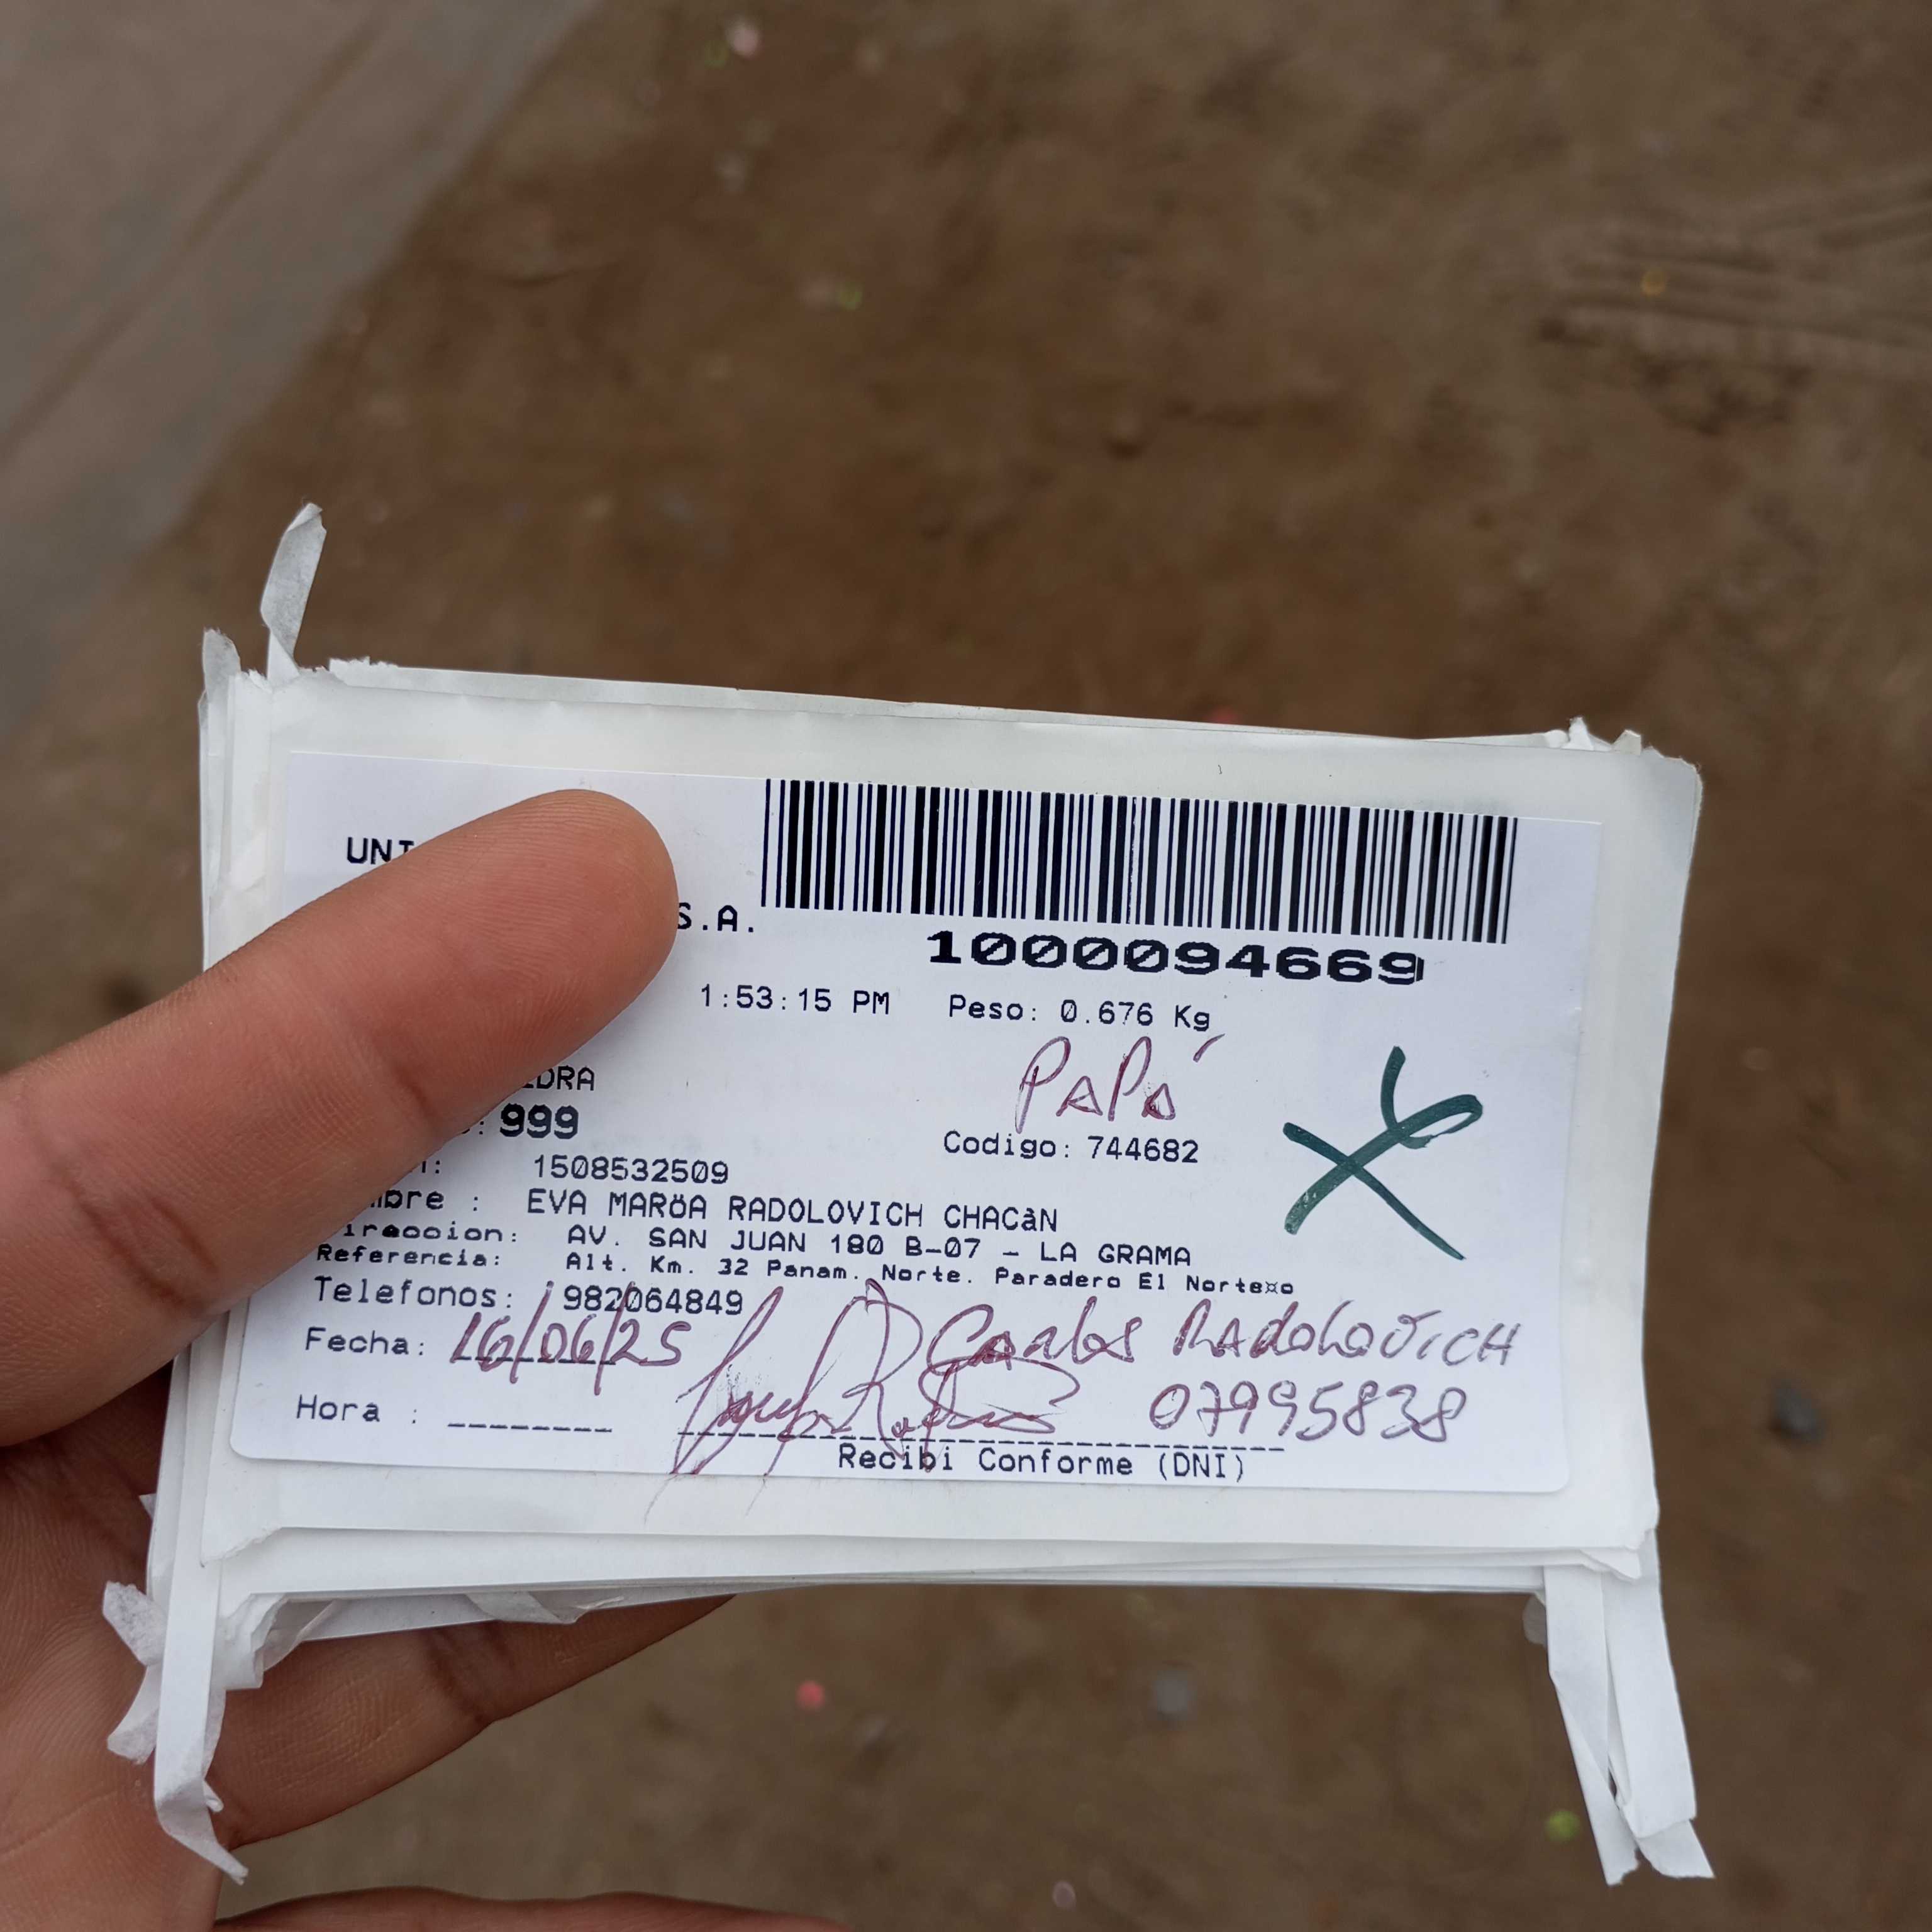 UNI
S.A.
1000094669
1:53:15 PM Peso: 0.676 Kg
PAPÁ
DRA
: 999
Codigo: 744682
1508532509
mbre : EVA MARöA RADOLOVICH CHACàN
ireccion: AV. SAN JUAN 180 B-07 - LA GRAMA
Referencia: Alt. Km. 32 Panam. Norte. Paradero El Norte¤o
Telefonos: 982064849
Fecha: 16/06/25 Carlos RADOLOVICH
07995838
Hora :
Recibi Conforme (DNI)